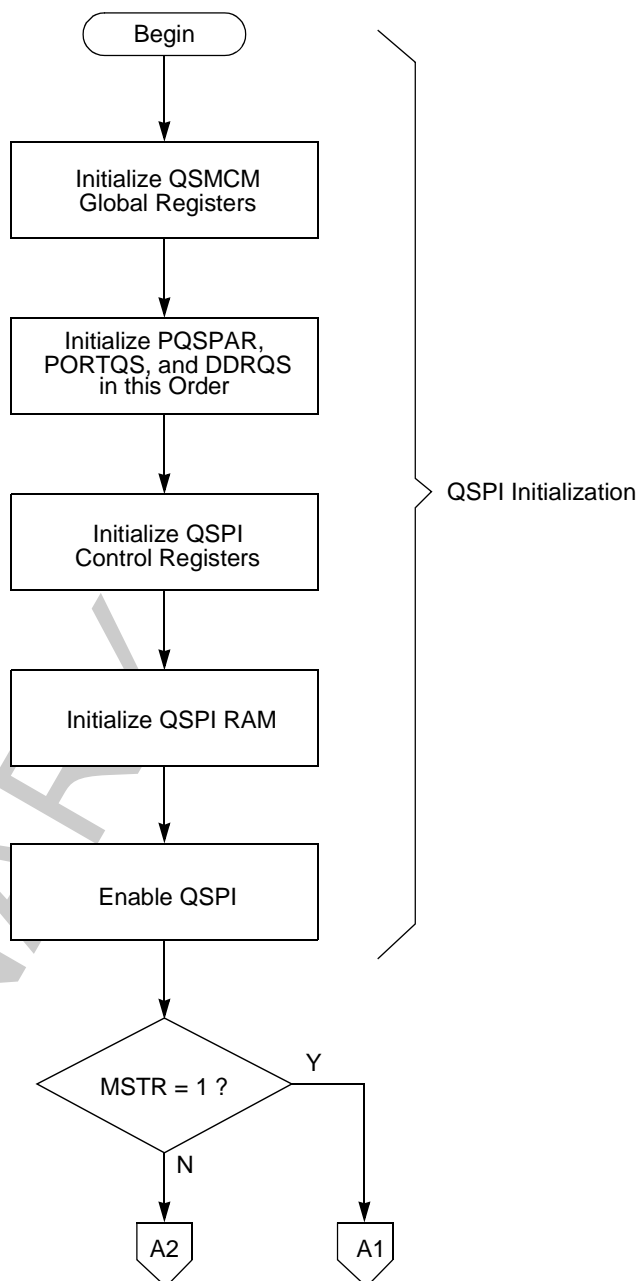 Begin
Initialize QSMCM
Global Registers
Initialize PQSPAR,
PORTQS, and DDRQS
in this Order
QSPI Initialization
Initialize QSPI
Control Registers
Initialize QSPI RAM
Enable QSPI
MSTR = 1 ?
Y
N
A2
A1